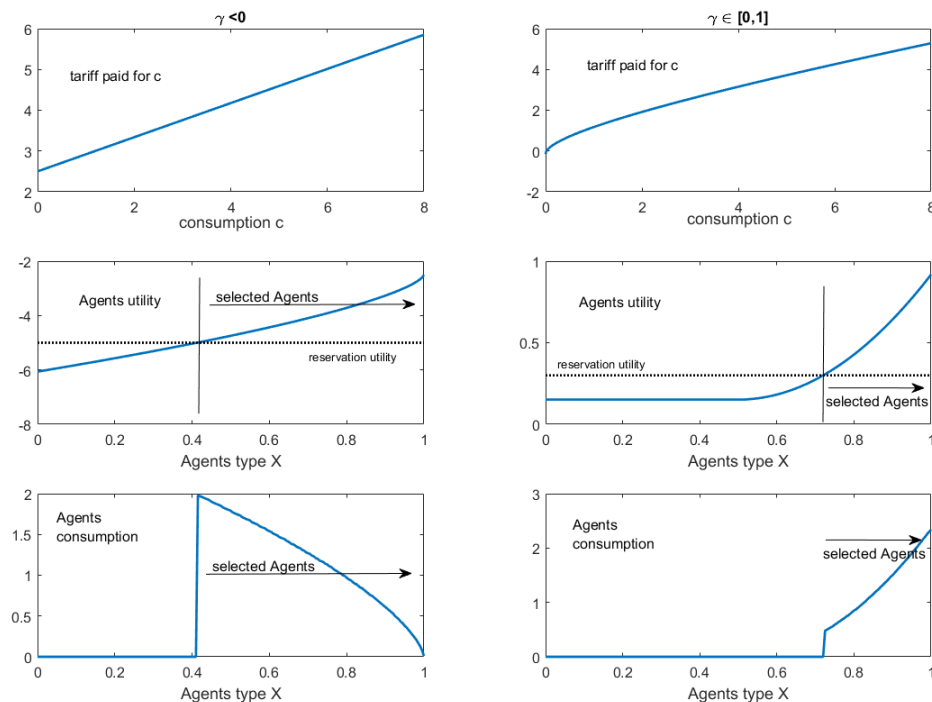 γ <0
6
5
4
3
2
tariff paid for c
0 2 4 6 8
consumption c
γ ∈ [0,1]
6
4
2
0
-2
tariff paid for c
0 2 4 6 8
consumption c
-2
-4
-6
-8
Agents utility
selected Agents
reservation utility
0 0.2 0.4 0.6 0.8 1
Agents type X
1
0.5
0
Agents utility
reservation utility
selected Agents
0 0.2 0.4 0.6 0.8 1
Agents type X
2
1.5
1
0.5
0
Agents
consumption
selected Agents
0 0.2 0.4 0.6 0.8 1
Agents type X
3
2
1
0
Agents
consumption
selected Agents
0 0.2 0.4 0.6 0.8 1
Agents type X